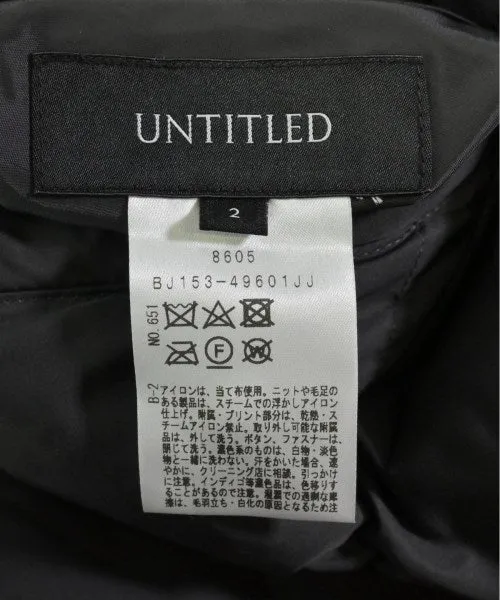 UNTITLED
2
8605
BJ153-49601JJ
NO.651
F
W
B-2
アイロンは、当て布使用。ニットや毛足の
ある製品は、スチームでの浮かしアイロン
仕上げ。附属・プリント部分は、乾熱・ス
チームアイロン禁止。取り外し可能な附属
品は、外して洗う。ボタン、ファスナーは、
閉じて洗う。濃色系のものは、白物・淡色
物と一緒に洗わない。汗をかいた場合、速
やかに、クリーニング店に相談。引っかけ
に注意。インディゴ等濃色品は、色移りす
ることがあるので注意。湿潤での過剰な摩
擦は、毛羽立ち・白化の原因となるため注